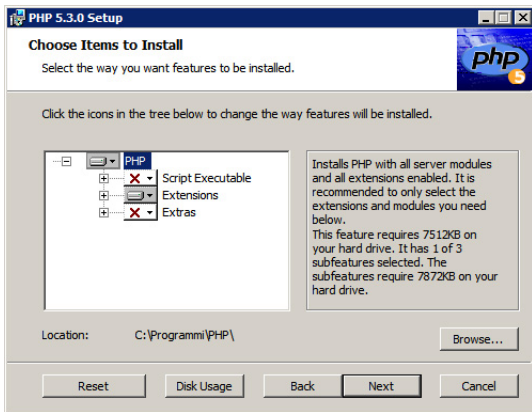 PHP 5.3.0 Setup
Choose Items to Install
Select the way you want features to be installed.
php
5
Click the icons in the tree below to change the way features will be installed.
PHP
Script Executable
Extensions
Extras
Installs PHP with all server modules
and all extensions enabled. It is
recommended to only select the
extensions and modules you need
below.
This feature requires 7512KB on
your hard drive. It has 1 of 3
subfeatures selected. The
subfeatures require 7872KB on your
hard drive.
Location: C:\Programmi\PHP\
Browse...
Reset Disk Usage Back Next Cancel